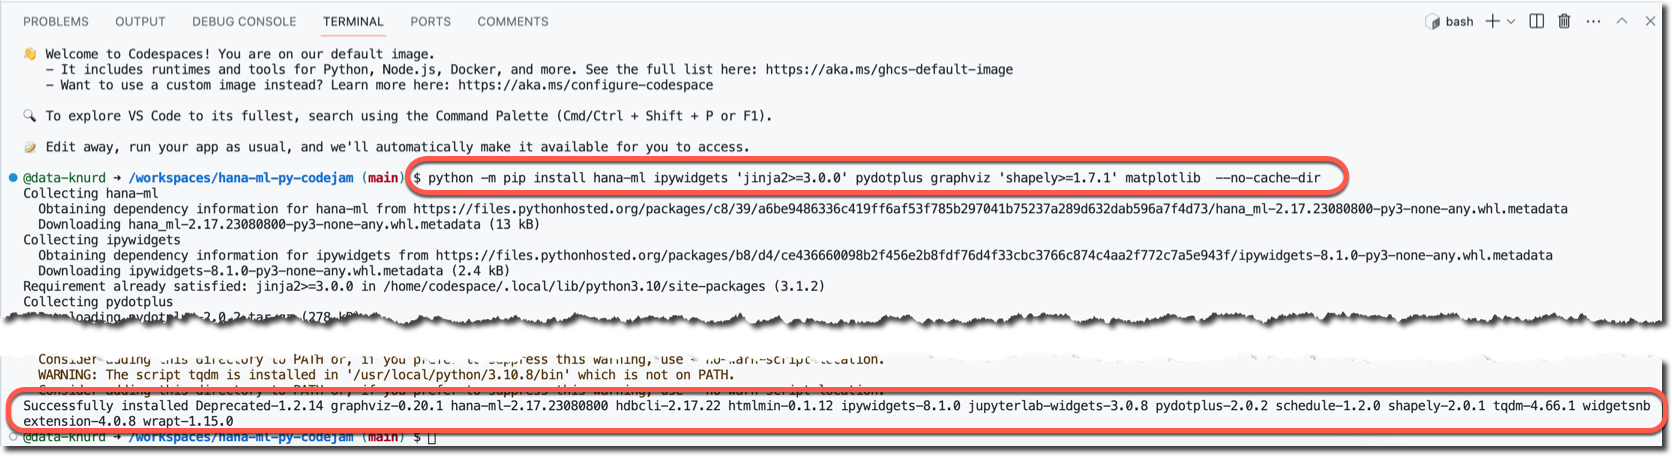 PROBLEMS OUTPUT DEBUG CONSOLE TERMINAL PORTS COMMENTS bash
👋 Welcome to Codespaces! You are on our default image.
- It includes runtimes and tools for Python, Node.js, Docker, and more. See the full list here: https://aka.ms/ghcs-default-image
- Want to use a custom image instead? Learn more here: https://aka.ms/configure-codespace
🔍 To explore VS Code to its fullest, search using the Command Palette (Cmd/Ctrl + Shift + P or F1).
📝 Edit away, run your app as usual, and we'll automatically make it available for you to access.
@data-knurd → /workspaces/hana-ml-py-codejam (main) $ python -m pip install hana-ml ipywidgets 'jinja2>=3.0.0' pydotplus graphviz 'shapely>=1.7.1' matplotlib --no-cache-dir
Collecting hana-ml
Obtaining dependency information for hana-ml from https://files.pythonhosted.org/packages/c8/39/a6be9486336c419ff6af53f785b297041b75237a289d632dab596a7f4d73/hana_ml-2.17.23080800-py3-none-any.whl.metadata
Downloading hana_ml-2.17.23080800-py3-none-any.whl.metadata (13 kB)
Collecting ipywidgets
Obtaining dependency information for ipywidgets from https://files.pythonhosted.org/packages/b8/d4/ce436660098b2f456e2b8fdf76d4f33cbc3766c874c4aa2f772c7a5e943f/ipywidgets-8.1.0-py3-none-any.whl.metadata
Downloading ipywidgets-8.1.0-py3-none-any.whl.metadata (2.4 kB)
Requirement already satisfied: jinja2>=3.0.0 in /home/codespace/.local/lib/python3.10/site-packages (3.1.2)
Collecting pydotplus
(278
Consider adding this directory to PATH or, if you
this warning, use
WARNING: The script tqdm is installed in '/usr/local/python/3.10.8/bin' which is not on PATH.
Successfully installed Deprecated-1.2.14 graphviz-0.20.1 hana-ml-2.17.23080800 hdbcli-2.17.22 htmlmin-0.1.12 ipywidgets-8.1.0 jupyterlab-widgets-3.0.8 pydotplus-2.0.2 schedule-1.2.0 shapely-2.0.1 tqdm-4.66.1 widgetsnb
extension-4.0.8 wrapt-1.15.0
@data-knurd → /workspaces/hana-ml-py-codejam (main) $